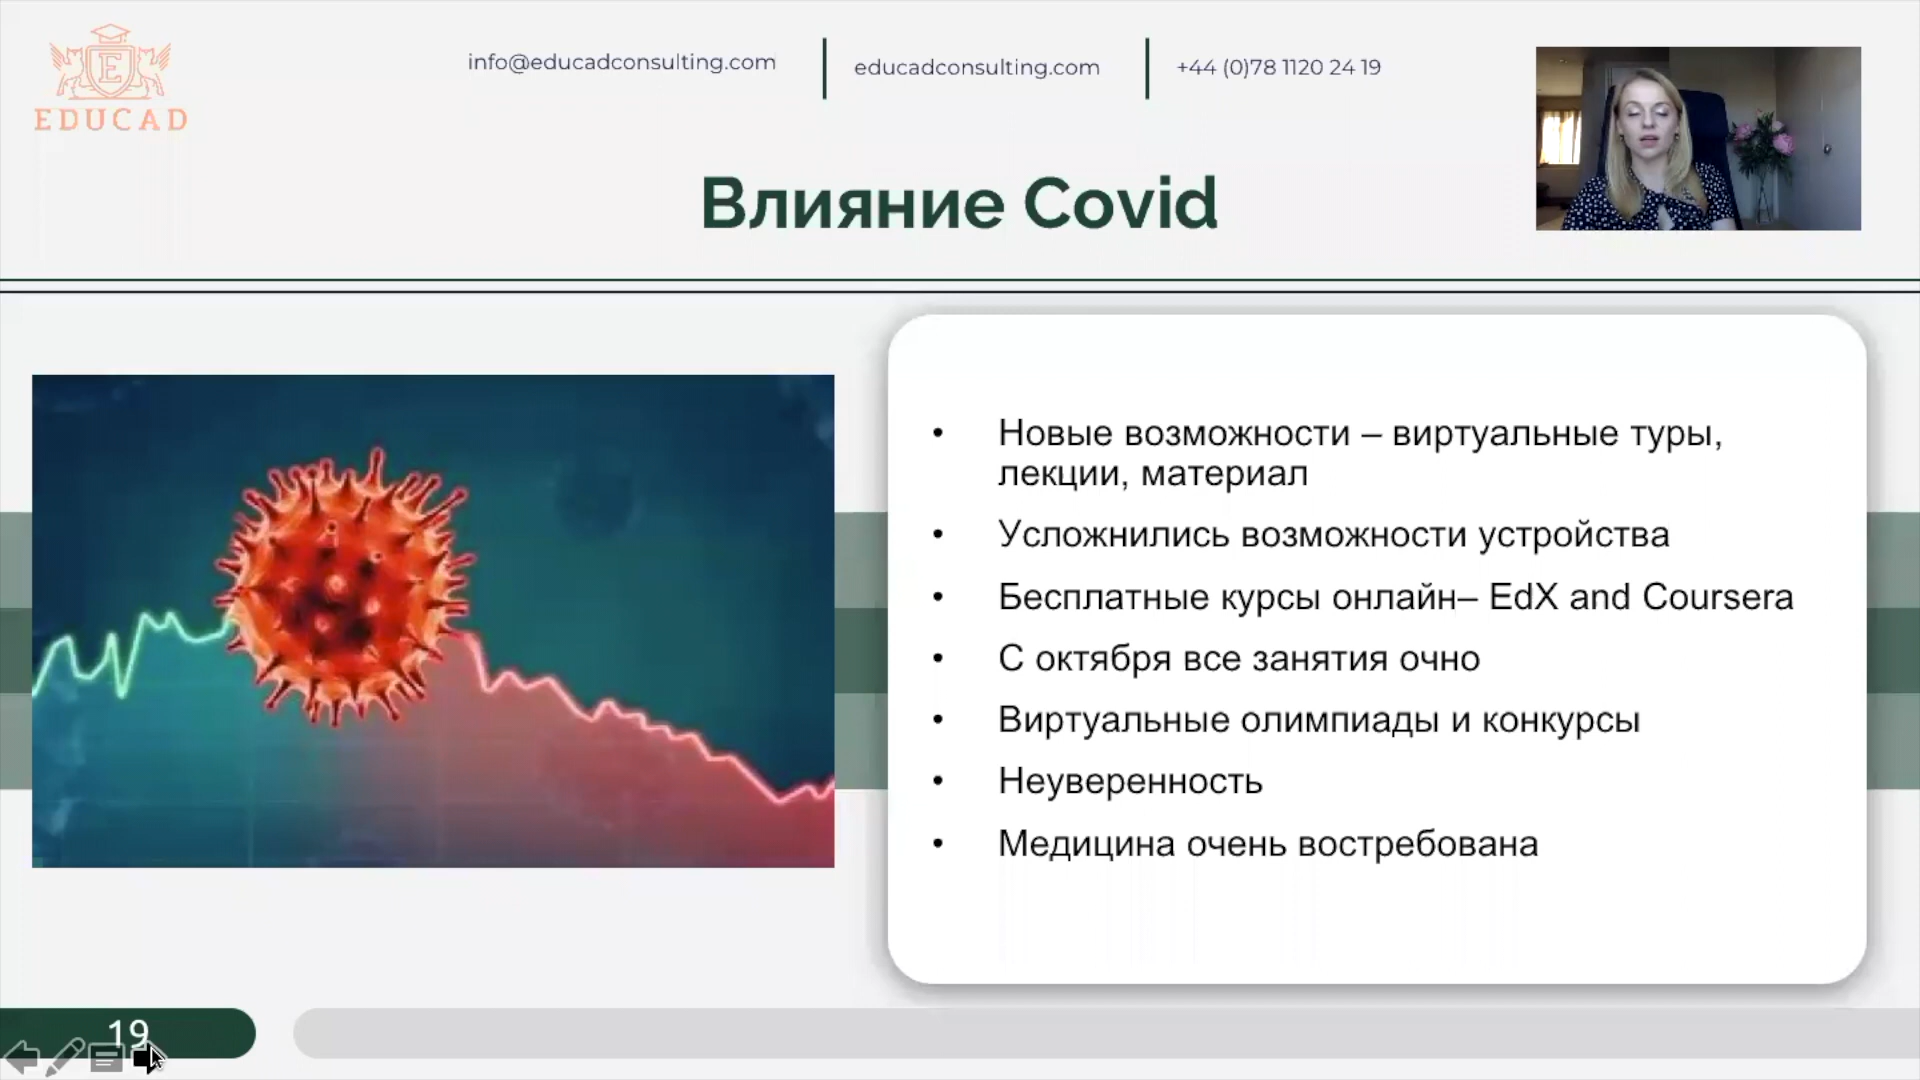 E
EDUCAD
info@educadconsulting.com
educadconsulting.com
+44 (0)78 1120 24 19
Влияние Covid
• Новые возможности – виртуальные туры,
лекции, материал
• Усложнились возможности устройства
• Бесплатные курсы онлайн– EdX and Coursera
• С октября все занятия очно
• Виртуальные олимпиады и конкурсы
• Неуверенность
• Медицина очень востребована
19